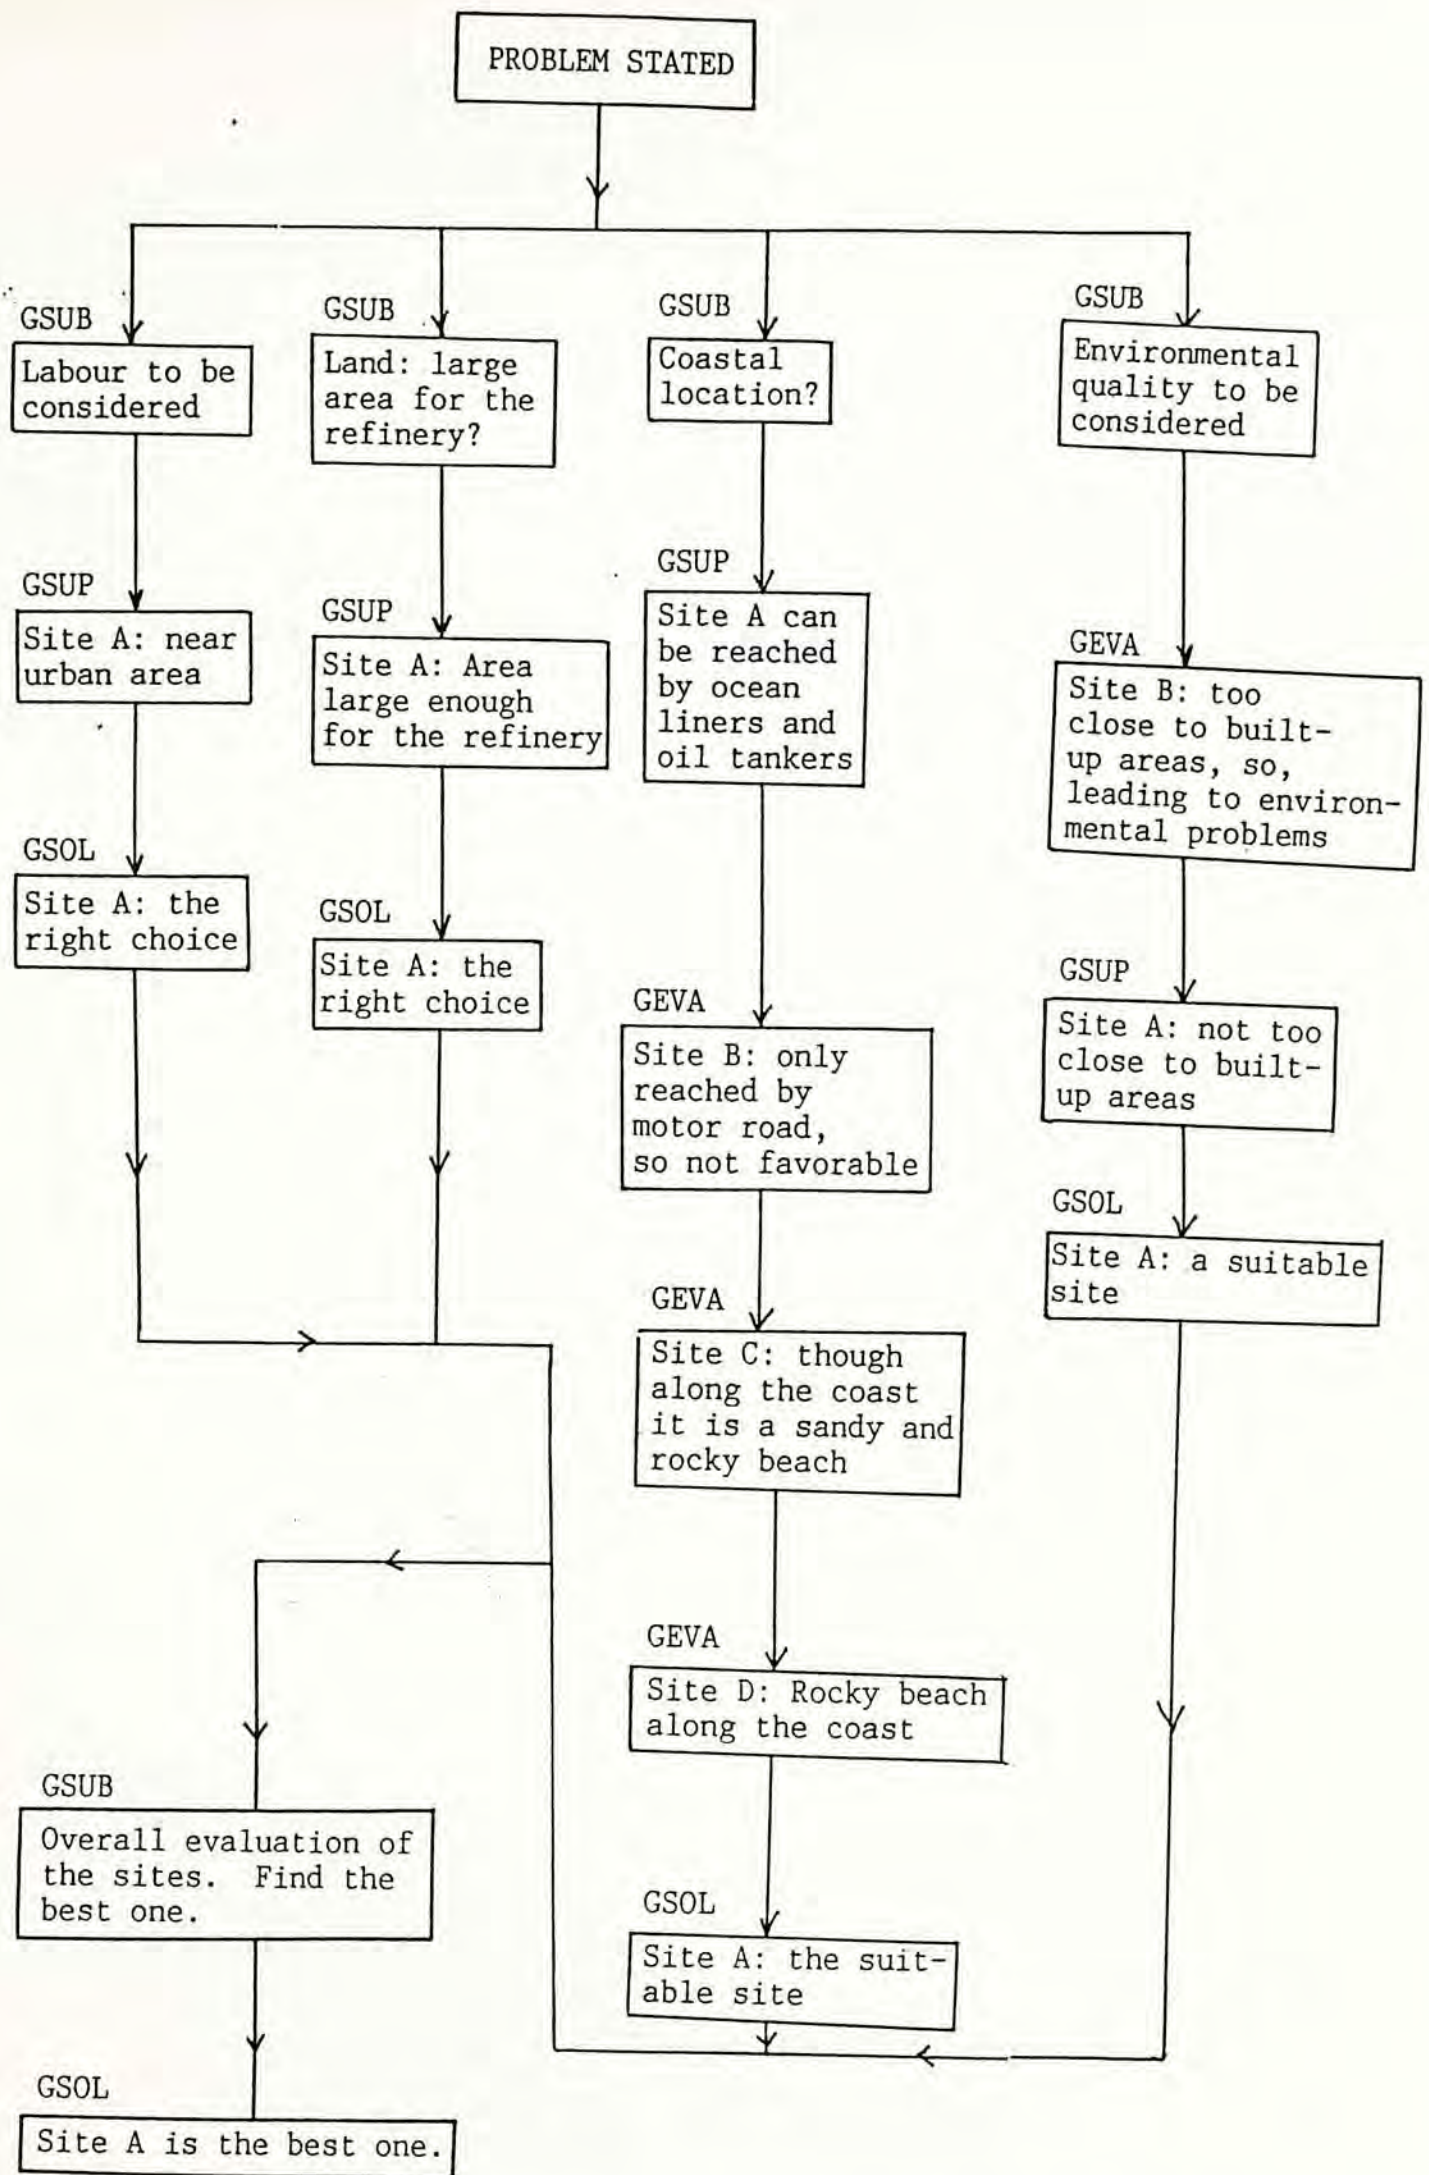 PROBLEM STATED
GSUB
Labour to be
considered
GSUP
Site A: near
urban area
GSOL
Site A: the
right choice
GSUB
Land: large
area for the
refinery?
GSUP
Site A: Area
large enough
for the refinery
GSOL
Site A: the
right choice
GSUB
Coastal
location?
GSUP
Site A can
be reached
by ocean
liners and
oil tankers
GEVA
Site B: only
reached by
motor road,
so not favorable
GEVA
Site C: though
along the coast
it is a sandy and
rocky beach
GEVA
Site D: Rocky beach
along the coast
GSOL
Site A: the suit-
able site
GSUB
Environmental
quality to be
considered
GEVA
Site B: too
close to built-
up areas, so,
leading to environ-
mental problems
GSUP
Site A: not too
close to built-
up areas
GSOL
Site A: a suitable
site
GSUB
Overall evaluation of
the sites. Find the
best one.
GSOL
Site A is the best one.